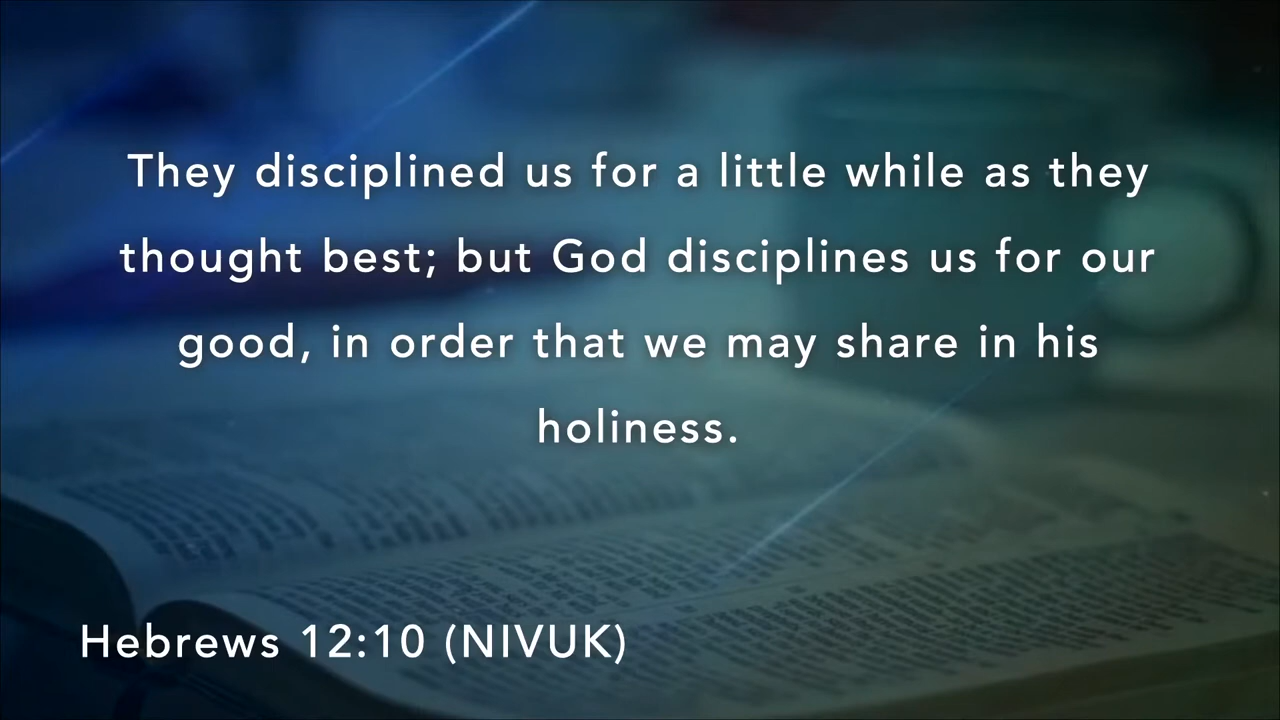 They disciplined us for a little while as they
thought best; but God disciplines us for our
good, in order that we may share in his
holiness.
Hebrews 12:10 (NIVUK)